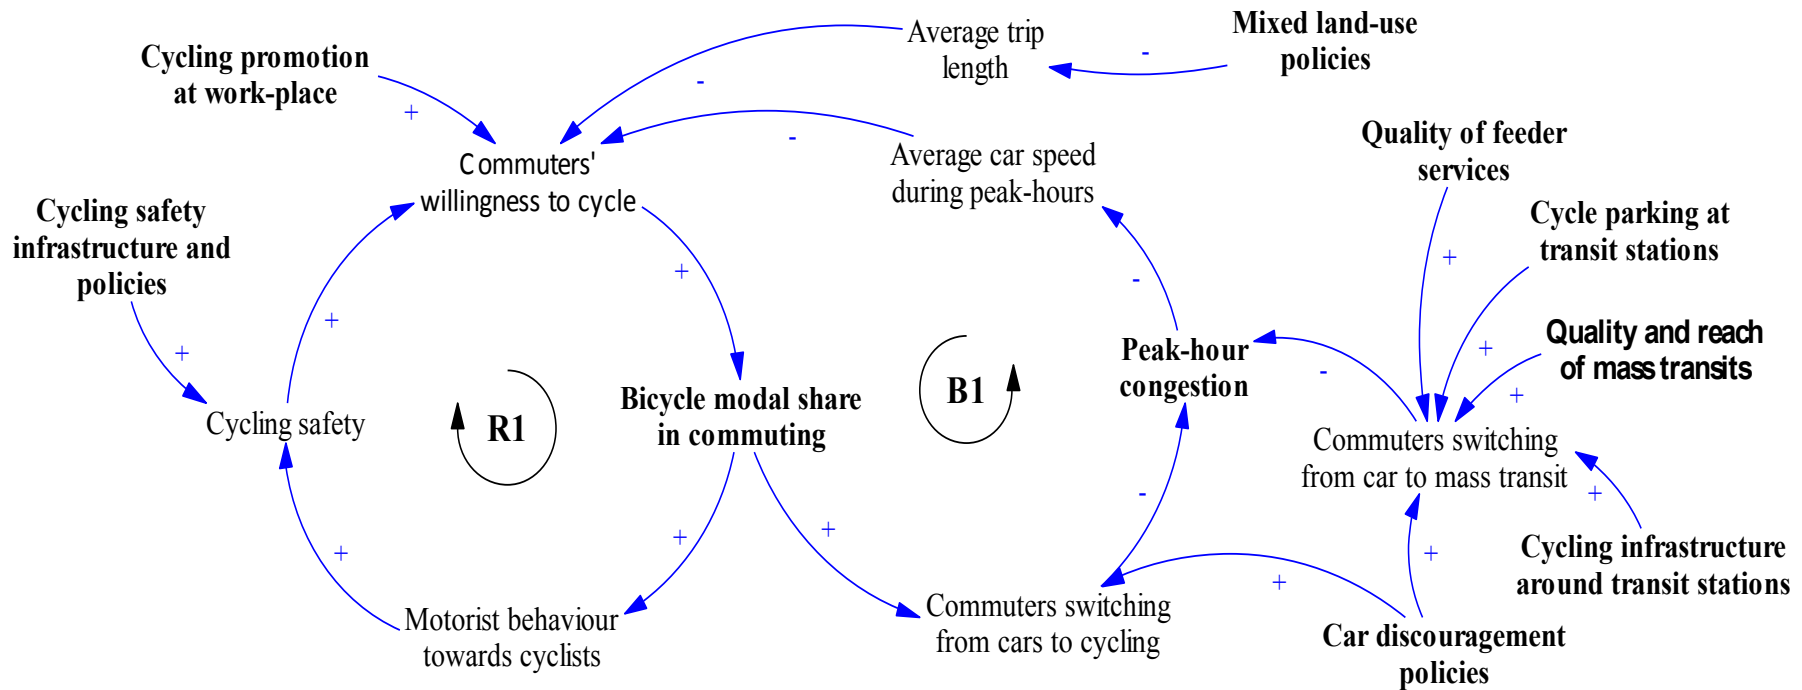 Average trip
length
-
Mixed land-use
policies
Cycling promotion
at work-place
+
-
-
Commuters'
willingness to cycle
Average car speed
during peak-hours
Quality of feeder
services
+
Cycle parking at
transit stations
+
Quality and reach
of mass transits
+
Cycling safety
infrastructure and
policies
+
+
+
-
Peak-hour
congestion
-
Cycling safety
R1
Bicycle modal share
in commuting
B1
Commuters switching
from car to mass transit
+
Cycling infrastructure
around transit stations
+
+
+
-
+
+
Motorist behaviour
towards cyclists
Commuters switching
from cars to cycling
Car discouragement
policies